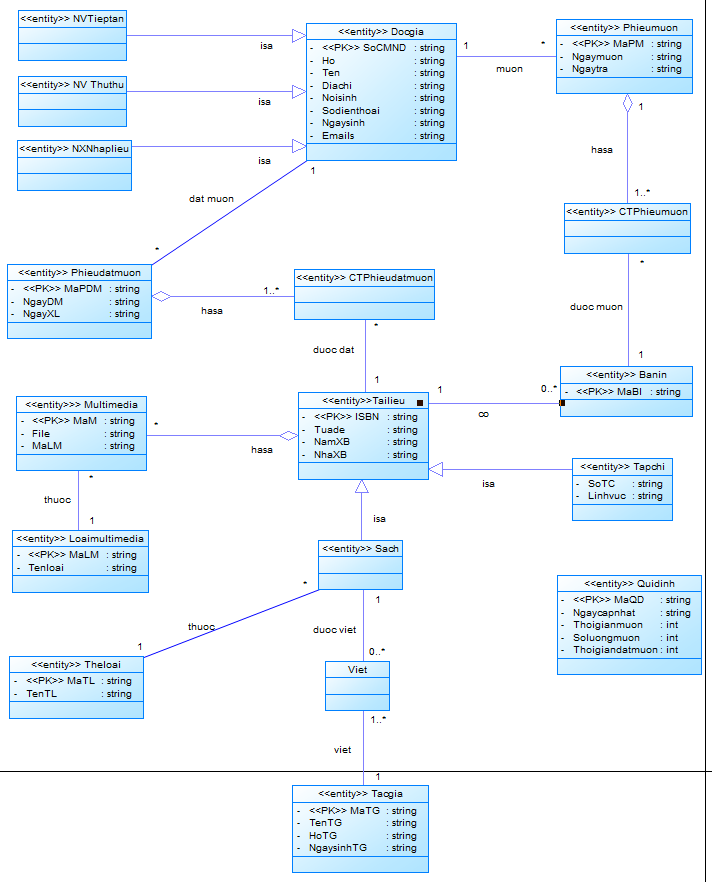 <<entity>> NVTieptan
isa
<<entity>> NV Thuthu
isa
<<entity>> NXNhaplieu
isa
<<entity>> Docgia
- <<PK>> SoCMND : string
- Ho : string
- Ten : string
- Diachi : string
- Noisinh : string
- Sodienthoai : string
- Ngaysinh : string
- Emails : string
1
*
muon
<<entity>> Phieumuon
- <<PK>> MaPM : string
- Ngaymuon : string
- Ngaytra : string
1
hasa
1..*
<<entity>> CTPhieumuon
*
duoc muon
1
1
dat muon
*
<<entity>> Phieudatmuon
- <<PK>> MaPDM : string
- NgayDM : string
- NgayXL : string
1..*
hasa
<<entity>> CTPhieudatmuon
*
duoc dat
1
<<entity>> Banin
- <<PK>> MaBI : string
1
0..*
co
<<entity>>Tailieu
- <<PK>> ISBN : string
- Tuade : string
- NamXB : string
- NhaXB : string
<<entity>> Multimedia
- <<PK>> MaM : string
- File : string
- MaLM : string
*
hasa
*
thuoc
1
<<entity>> Loaimultimedia
- <<PK>> MaLM : string
- Tenloai : string
isa
<<entity>> Tapchi
- SoTC : string
- Linhvuc : string
isa
<<entity>> Sach
*
thuoc
1
<<entity>> Theloai
- <<PK>> MaTL : string
- TenTL : string
1
duoc viet
0..*
Viet
1..*
viet
1
<<entity>> Tacgia
- <<PK>> MaTG : string
- TenTG : string
- HoTG : string
- NgaysinhTG : string
<<entity>> Quidinh
- <<PK>> MaQD : string
- Ngaycapnhat : string
- Thoigianmuon : int
- Soluongmuon : int
- Thoigiandatmuon : int